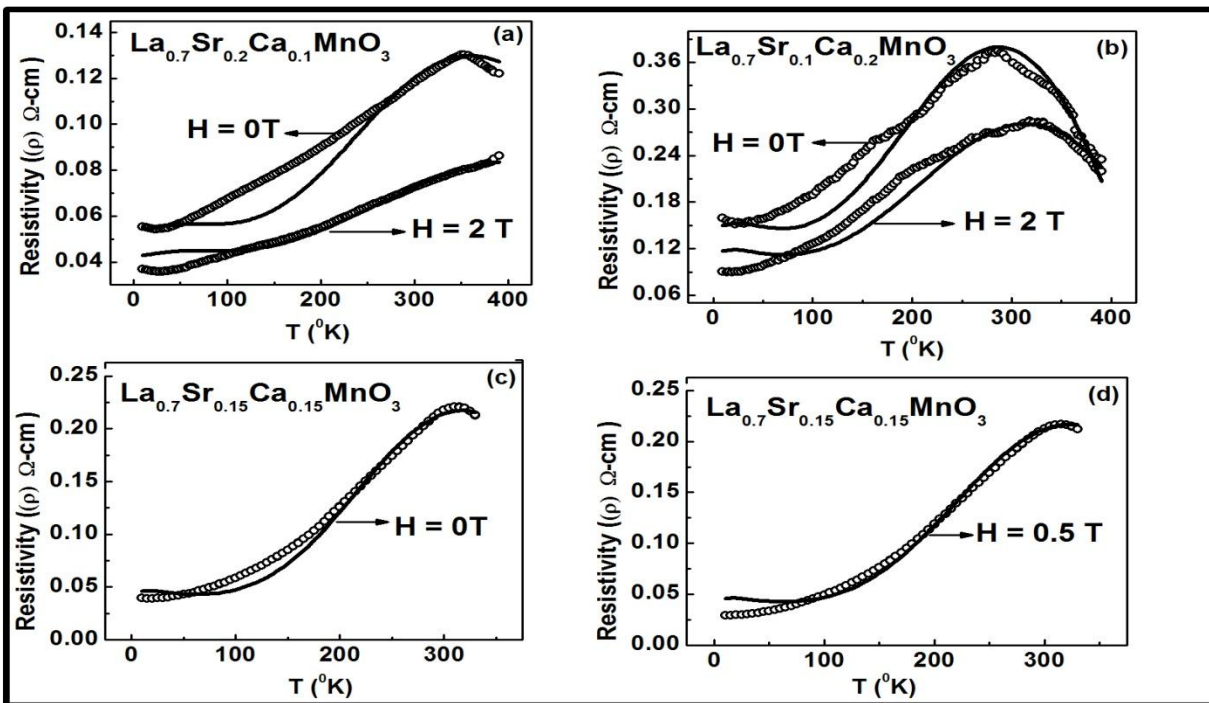 La0.7Sr0.2Ca0.1MnO3
(a)
H = 0T
H = 2 T
Resistivity ((ρ) Ω-cm)
0.14
0.12
0.10
0.08
0.06
0.04
0 100 200 300 400
T (⁰K)
La0.7Sr0.1Ca0.2MnO3
(b)
H = 0T
H = 2 T
Resistivity ((ρ) Ω-cm)
0.36
0.30
0.24
0.18
0.12
0.06
0 100 200 300 400
T (⁰K)
La0.7Sr0.15Ca0.15MnO3
(c)
H = 0T
Resistivity ((ρ) Ω-cm)
0.25
0.20
0.15
0.10
0.05
0.00
0 100 200 300
T (⁰K)
La0.7Sr0.15Ca0.15MnO3
(d)
H = 0.5 T
Resistivity ((ρ) Ω-cm)
0.25
0.20
0.15
0.10
0.05
0.00
0 100 200 300
T (⁰K)